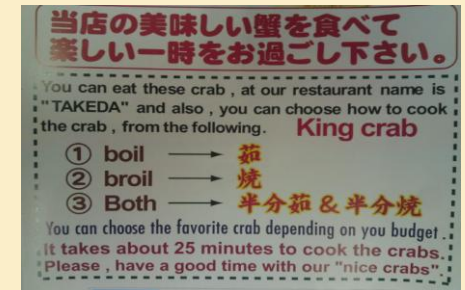 当店の美味しい蟹を食べて
楽しい一時をお過ごし下さい。
You can eat these crab , at our restaurant name is
"TAKEDA" and also , you can choose how to cook
the crab , from the following. King crab
① boil → 茹
② broil → 焼
③ Both → 半分茹&半分焼
You can choose the favorite crab depending on you budget .
It takes about 25 minutes to cook the crabs.
Please , have a good time with our "nice crabs".